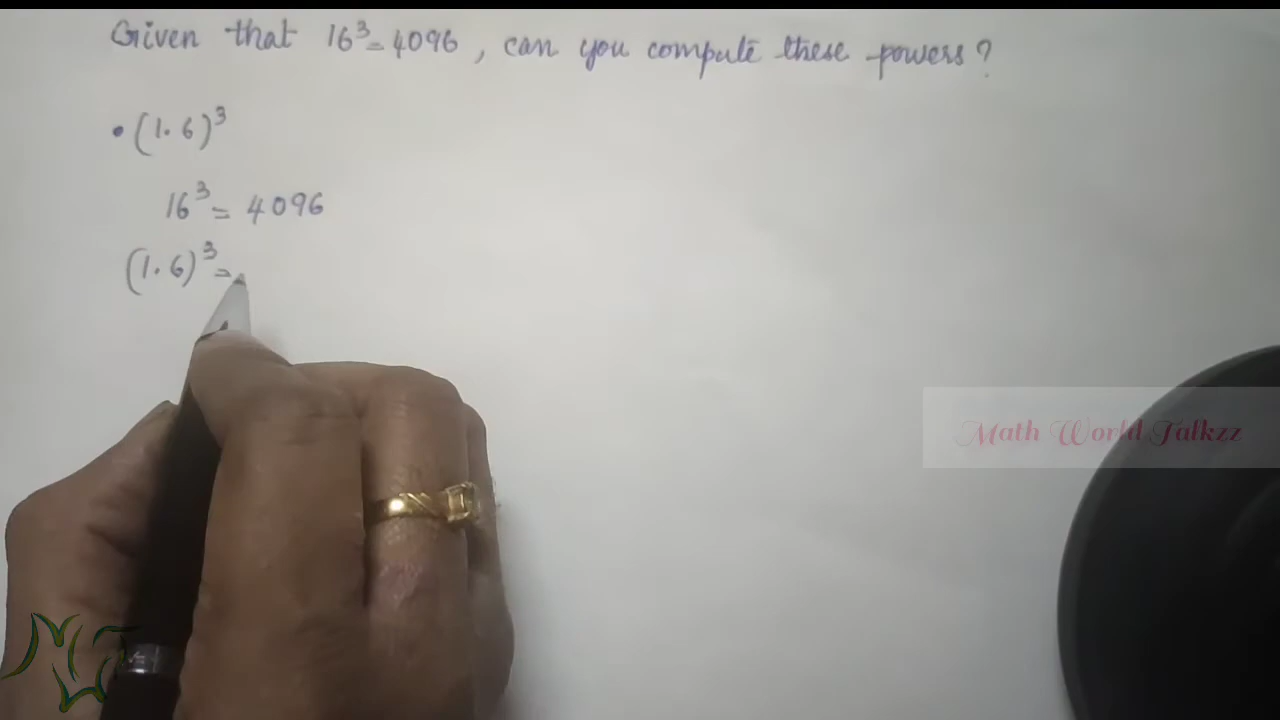 Given that 16³ = 4096 , can you compute these powers ?
• (1.6)³
16³ = 4096
(1.6)³ =
Math World Talkzz